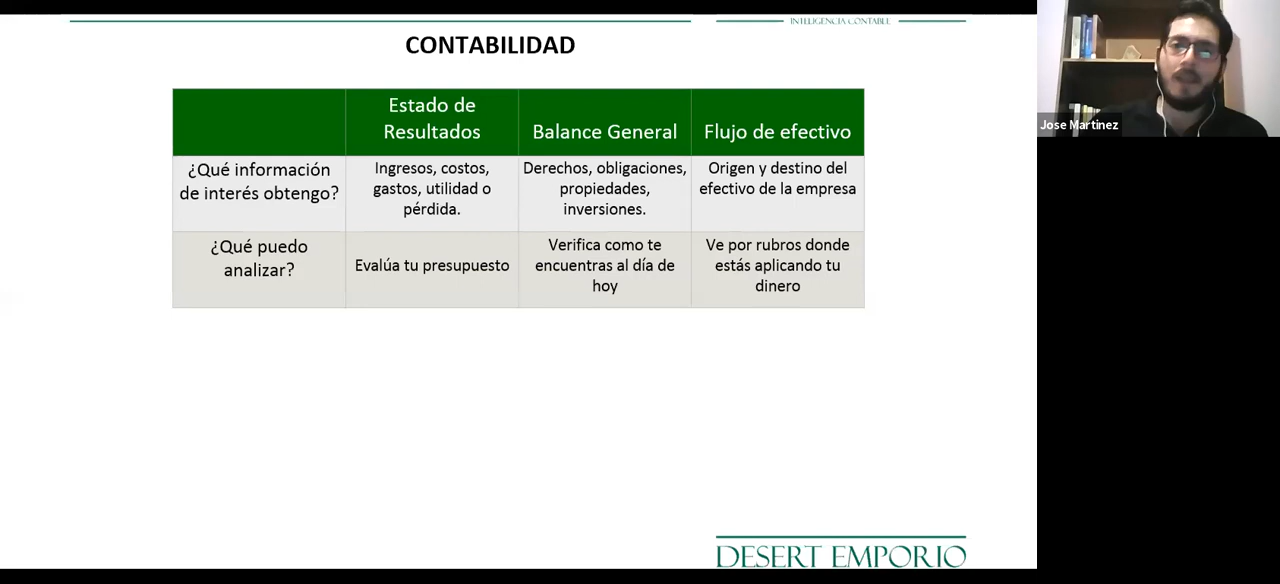 INTELIGENCIA CONTABLE
CONTABILIDAD
Estado de
Resultados
Balance General
Flujo de efectivo
¿Qué información
de interés obtengo?
Ingresos, costos,
gastos, utilidad o
pérdida.
Derechos, obligaciones,
propiedades,
inversiones.
Origen y destino del
efectivo de la empresa
¿Qué puedo
analizar?
Evalúa tu presupuesto
Verifica como te
encuentras al día de
hoy
Ve por rubros donde
estás aplicando tu
dinero
DESERT EMPORIO
Jose Martinez